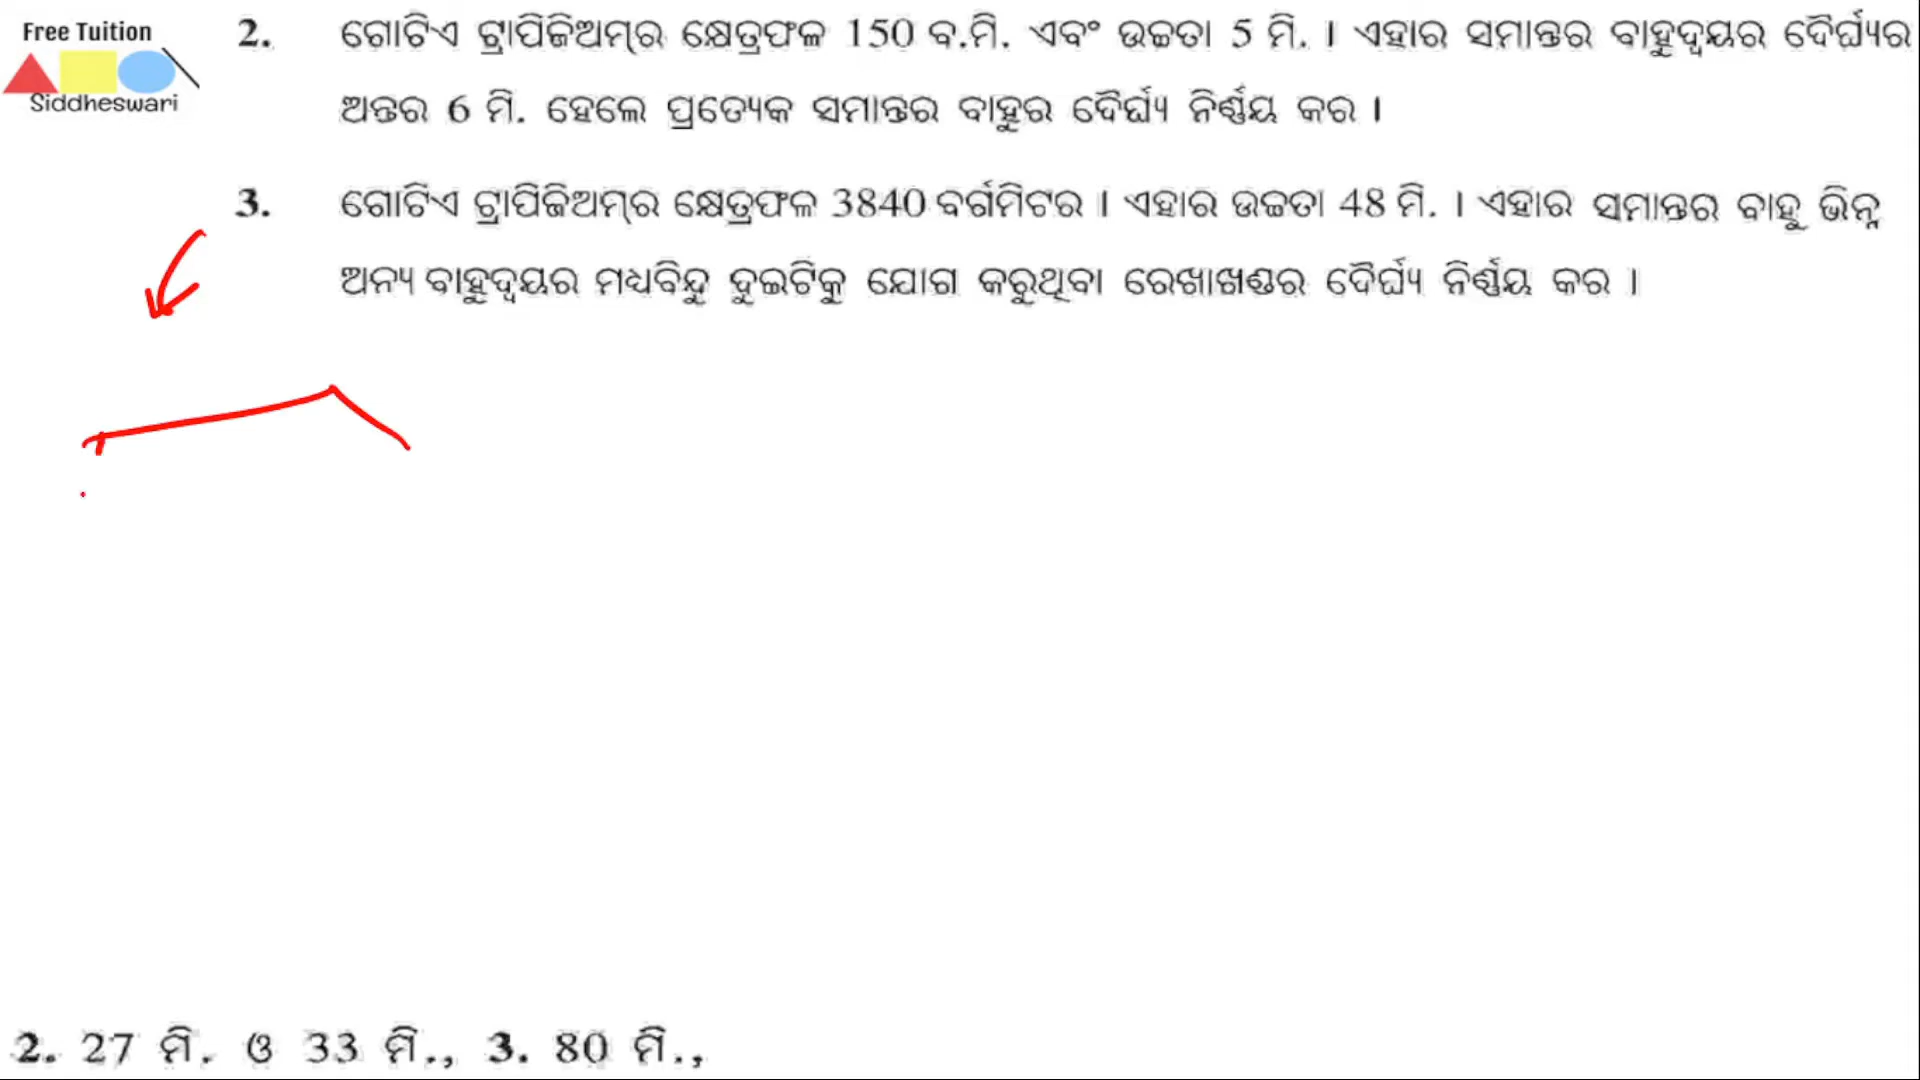 Free Tuition
Siddheswari
2. ଗୋଟିଏ ଟ୍ରାପିଜିଅମ୍‌ର କ୍ଷେତ୍ରଫଳ 150 ବ.ମି. ଏବଂ ଉଚ୍ଚତା 5 ମି. । ଏହାର ସମାନ୍ତର ବାହୁଦ୍ୱୟର ଦୈର୍ଘ୍ୟର
ଅନ୍ତର 6 ମି. ହେଲେ ପ୍ରତ୍ୟେକ ସମାନ୍ତର ବାହୁର ଦୈର୍ଘ୍ୟ ନିର୍ଣ୍ଣୟ କର ।
3. ଗୋଟିଏ ଟ୍ରାପିଜିଅମ୍‌ର କ୍ଷେତ୍ରଫଳ 3840 ବର୍ଗମିଟର । ଏହାର ଉଚ୍ଚତା 48 ମି. । ଏହାର ସମାନ୍ତର ବାହୁ ଭିନ୍ନ
ଅନ୍ୟ ବାହୁଦ୍ୱୟର ମଧ୍ୟବିନ୍ଦୁ ଦୁଇଟିକୁ ଯୋଗ କରୁଥିବା ରେଖାଖଣ୍ଡର ଦୈର୍ଘ୍ୟ ନିର୍ଣ୍ଣୟ କର ।
2. 27 ମି. ଓ 33 ମି., 3. 80 ମି.,